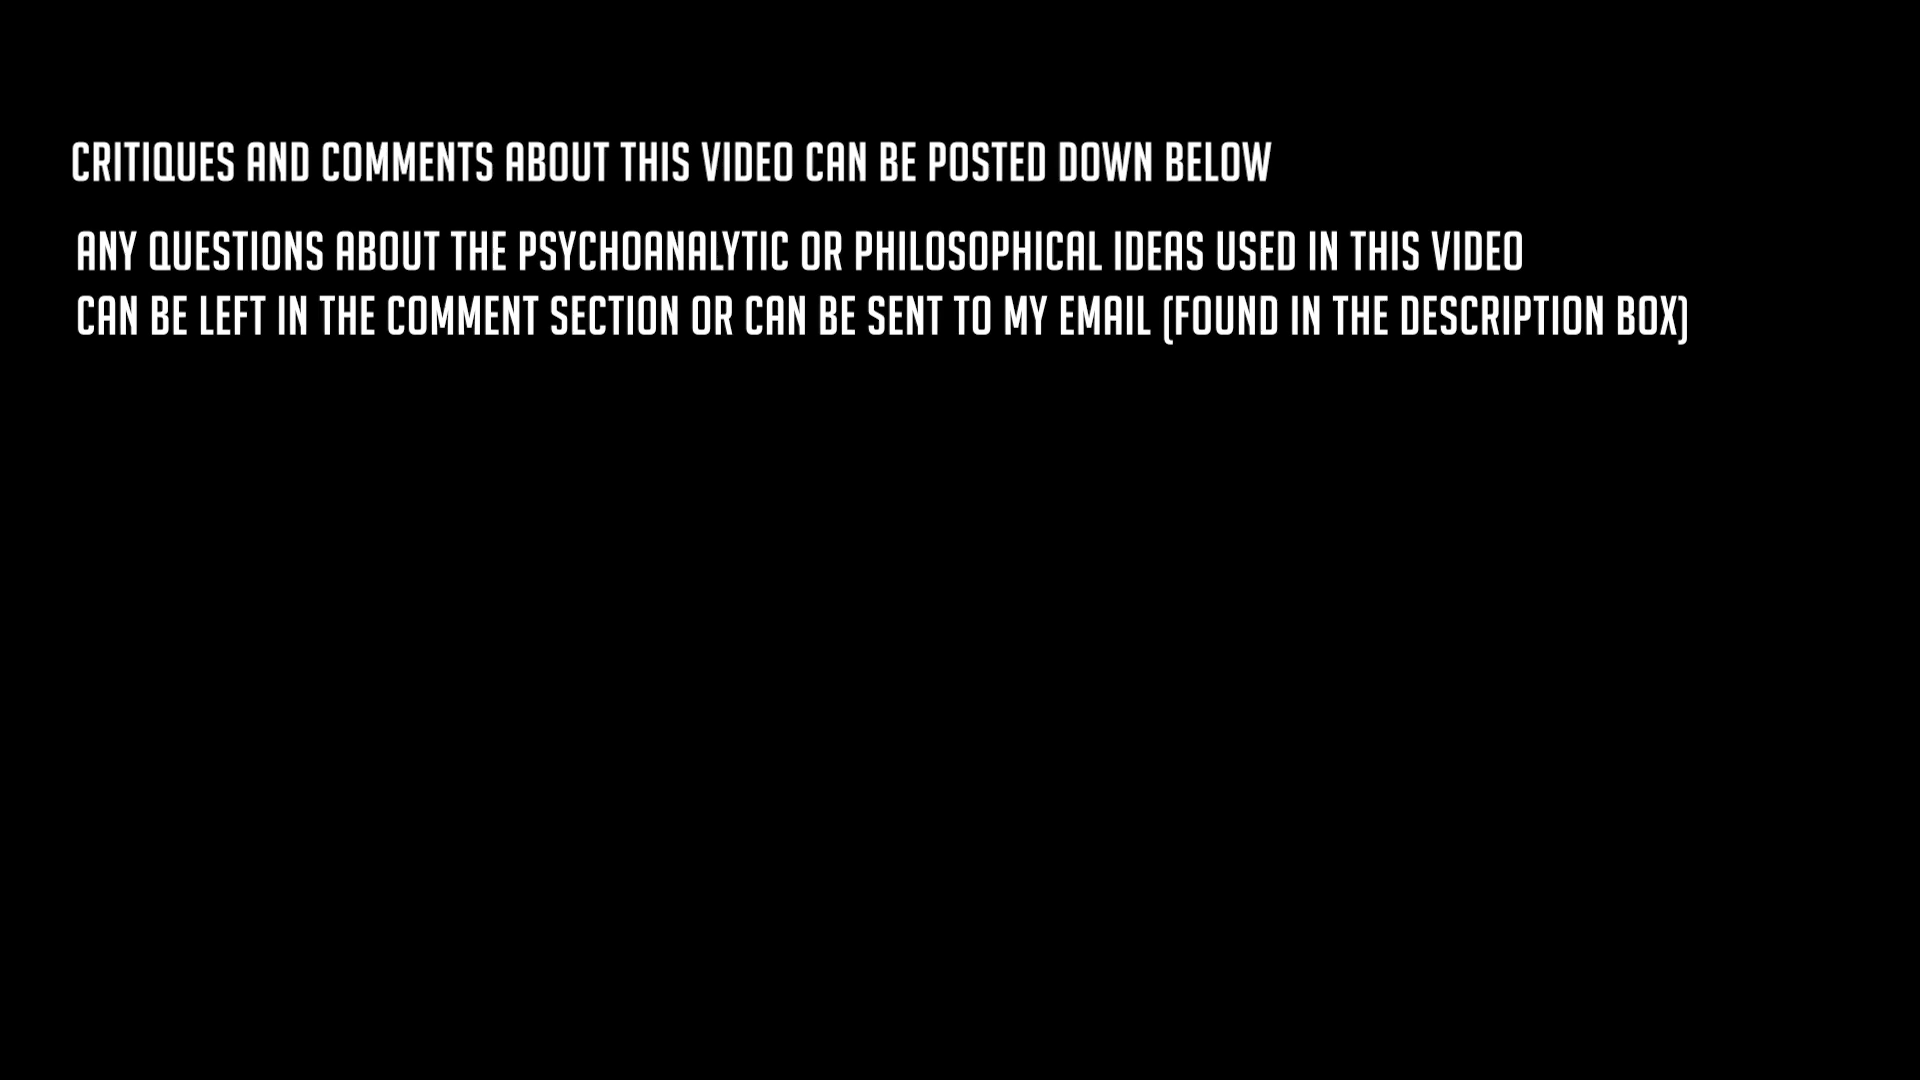 CRITIQUES AND COMMENTS ABOUT THIS VIDEO CAN BE POSTED DOWN BELOW
ANY QUESTIONS ABOUT THE PSYCHOANALYTIC OR PHILOSOPHICAL IDEAS USED IN THIS VIDEO
CAN BE LEFT IN THE COMMENT SECTION OR CAN BE SENT TO MY EMAIL (FOUND IN THE DESCRIPTION BOX)